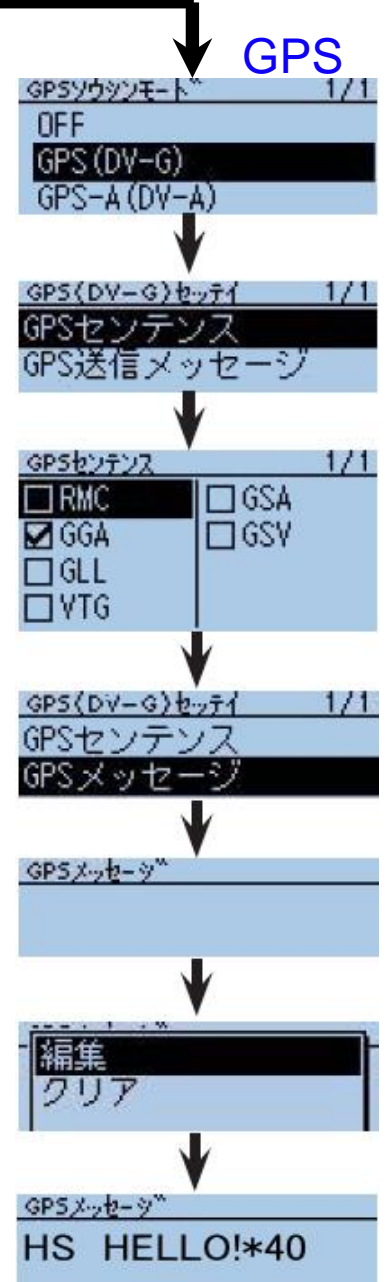 GPS
GPSソウシンモード 1/1
OFF
GPS(DV-G)
GPS-A(DV-A)
GPS(DV-G)セッテイ 1/1
GPSセンテンス
GPS送信メッセージ
GPSセンテンス 1/1
RMC GSA
GGA GSV
GLL
VTG
GPS(DV-G)セッテイ 1/1
GPSセンテンス
GPSメッセージ
GPSメッセージ
編集
クリア
GPSメッセージ
HS HELLO!*40